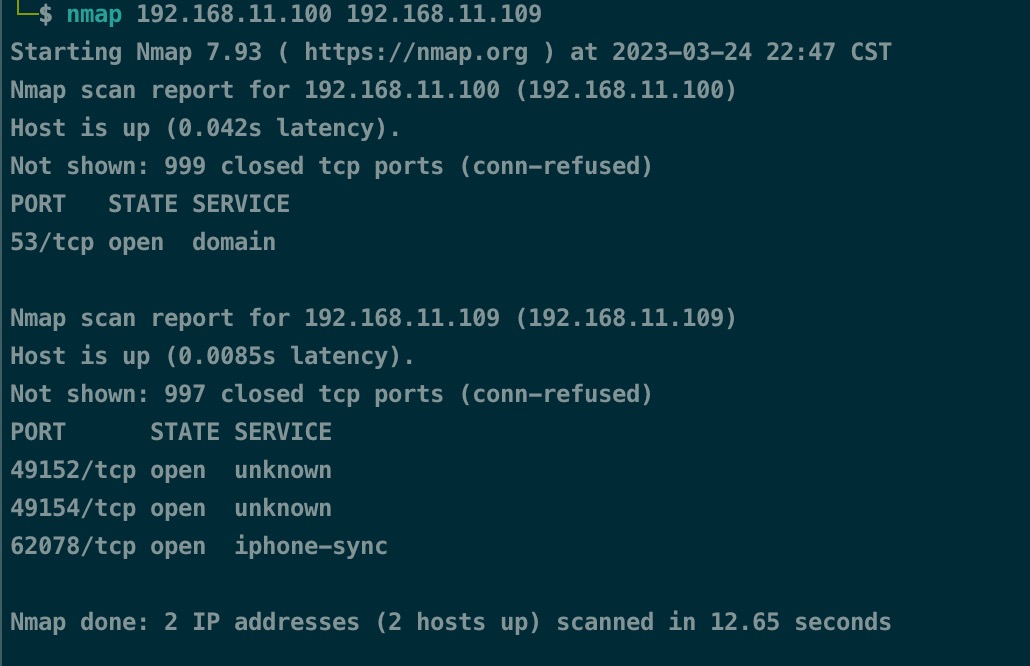 └─$ nmap 192.168.11.100 192.168.11.109
Starting Nmap 7.93 ( https://nmap.org ) at 2023-03-24 22:47 CST
Nmap scan report for 192.168.11.100 (192.168.11.100)
Host is up (0.042s latency).
Not shown: 999 closed tcp ports (conn-refused)
PORT   STATE SERVICE
53/tcp open  domain

Nmap scan report for 192.168.11.109 (192.168.11.109)
Host is up (0.0085s latency).
Not shown: 997 closed tcp ports (conn-refused)
PORT      STATE SERVICE
49152/tcp open  unknown
49154/tcp open  unknown
62078/tcp open  iphone-sync

Nmap done: 2 IP addresses (2 hosts up) scanned in 12.65 seconds